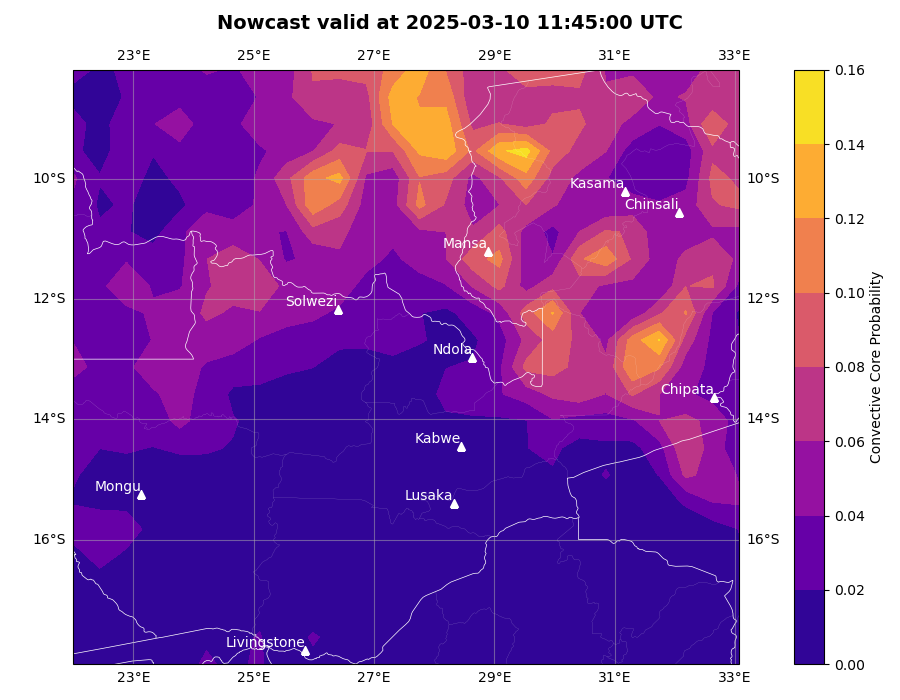 Nowcast valid at 2025-03-10 11:45:00 UTC
23°E 25°E 27°E 29°E 31°E 33°E
10°S
12°S
14°S
16°S
Kasama
Chinsali
Mansa
Solwezi
Ndola
Chipata
Kabwe
Mongu
Lusaka
Livingstone
23°E 25°E 27°E 29°E 31°E 33°E
10°S
12°S
14°S
16°S
0.16
0.14
0.12
0.10
0.08
0.06
0.04
0.02
0.00
Convective Core Probability